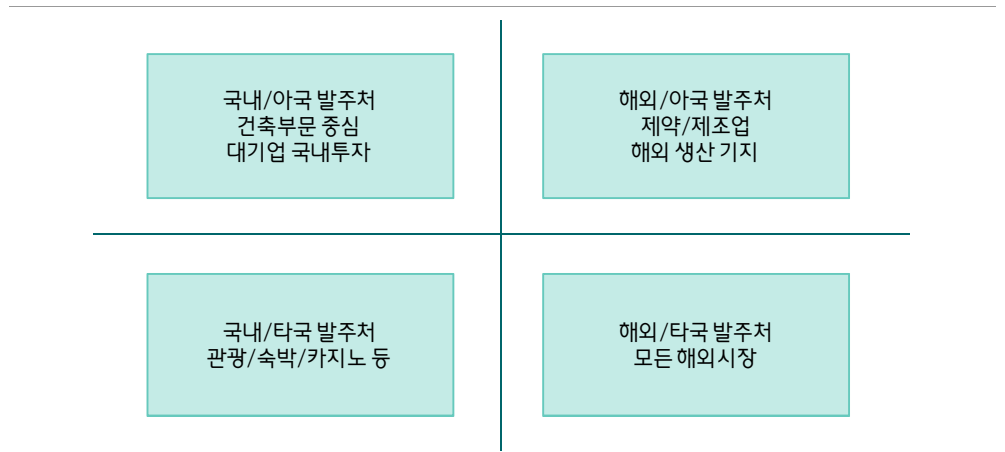 국내/아국 발주처
건축부문 중심
대기업 국내투자
해외/아국 발주처
제약/제조업
해외 생산 기지
국내/타국 발주처
관광/숙박/카지노 등
해외/타국 발주처
모든 해외시장